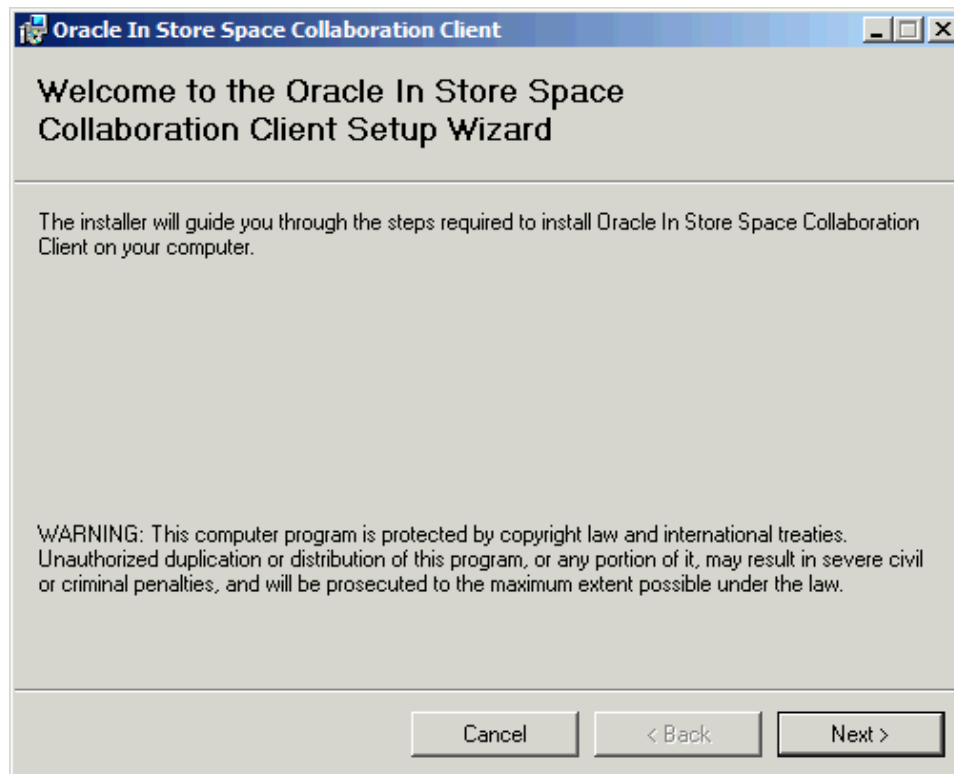 Oracle In Store Space Collaboration Client
Welcome to the Oracle In Store Space
Collaboration Client Setup Wizard
The installer will guide you through the steps required to install Oracle In Store Space Collaboration
Client on your computer.
WARNING: This computer program is protected by copyright law and international treaties.
Unauthorized duplication or distribution of this program, or any portion of it, may result in severe civil
or criminal penalties, and will be prosecuted to the maximum extent possible under the law.
Cancel < Back Next >